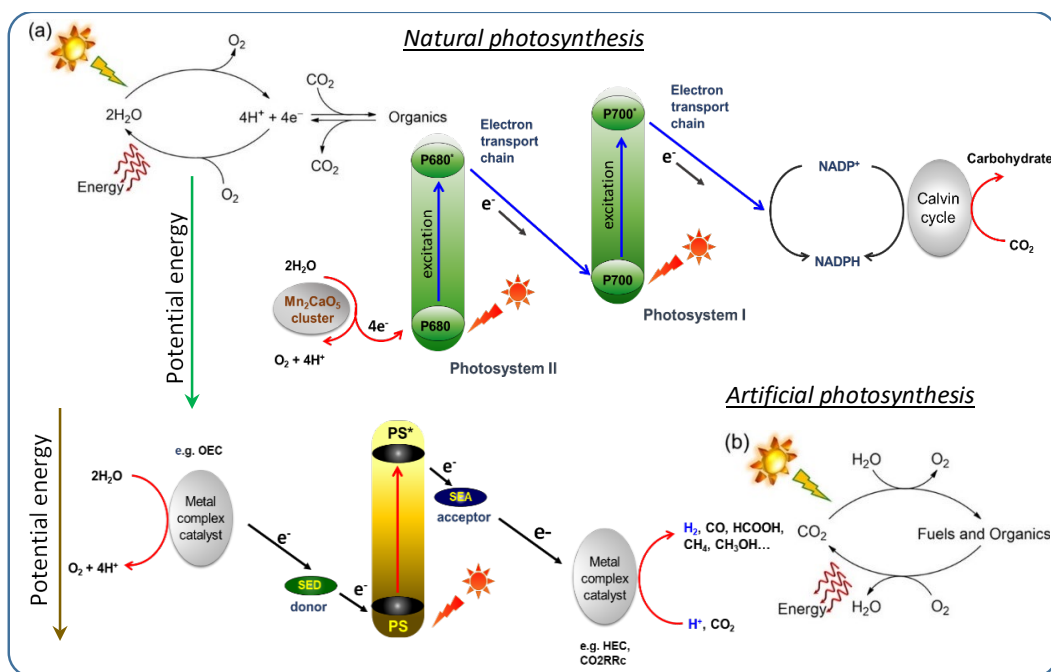 (a)
Natural photosynthesis
O₂
2H₂O
4H⁺ + 4e⁻
CO₂
CO₂
Organics
Energy
O₂
Potential energy
2H₂O
Mn₂CaO₅
cluster
O₂ + 4H⁺
4e⁻
P680*
excitation
P680
Photosystem II
Electron
transport
chain
e⁻
P700*
excitation
P700
Photosystem I
Electron
transport
chain
e⁻
NADP⁺
NADPH
Calvin
cycle
Carbohydrate
CO₂
Artificial photosynthesis
Potential energy
e.g. OEC
2H₂O
Metal
complex
catalyst
O₂ + 4H⁺
e⁻
SED
donor
e⁻
PS*
PS
e⁻
SEA
acceptor
e-
Metal
complex
catalyst
e.g. HEC,
CO2RRc
H₂, CO, HCOOH,
CH₄, CH₃OH...
H⁺, CO₂
(b)
H₂O
O₂
CO₂
Fuels and Organics
Energy
H₂O
O₂